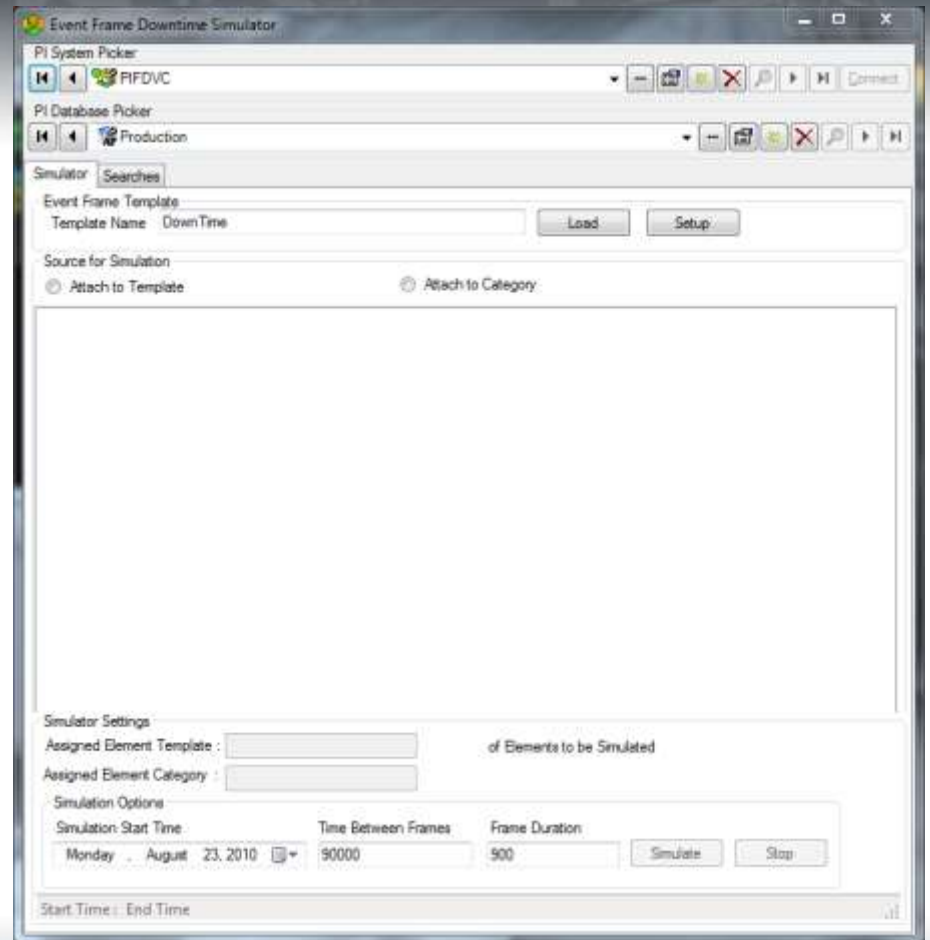 Event Frame Downtime Simulator
PI System Picker
PIFDVC
Connect
PI Database Picker
Production
Simulator Searches
Event Frame Template
Template Name DownTime Load Setup
Source for Simulation
Attach to Template Attach to Category
Simulator Settings
Assigned Element Template : of Elements to be Simulated
Assigned Element Category :
Simulation Options
Simulation Start Time Time Between Frames Frame Duration
Monday , August 23, 2010 90000 900 Simulate Stop
Start Time : End Time